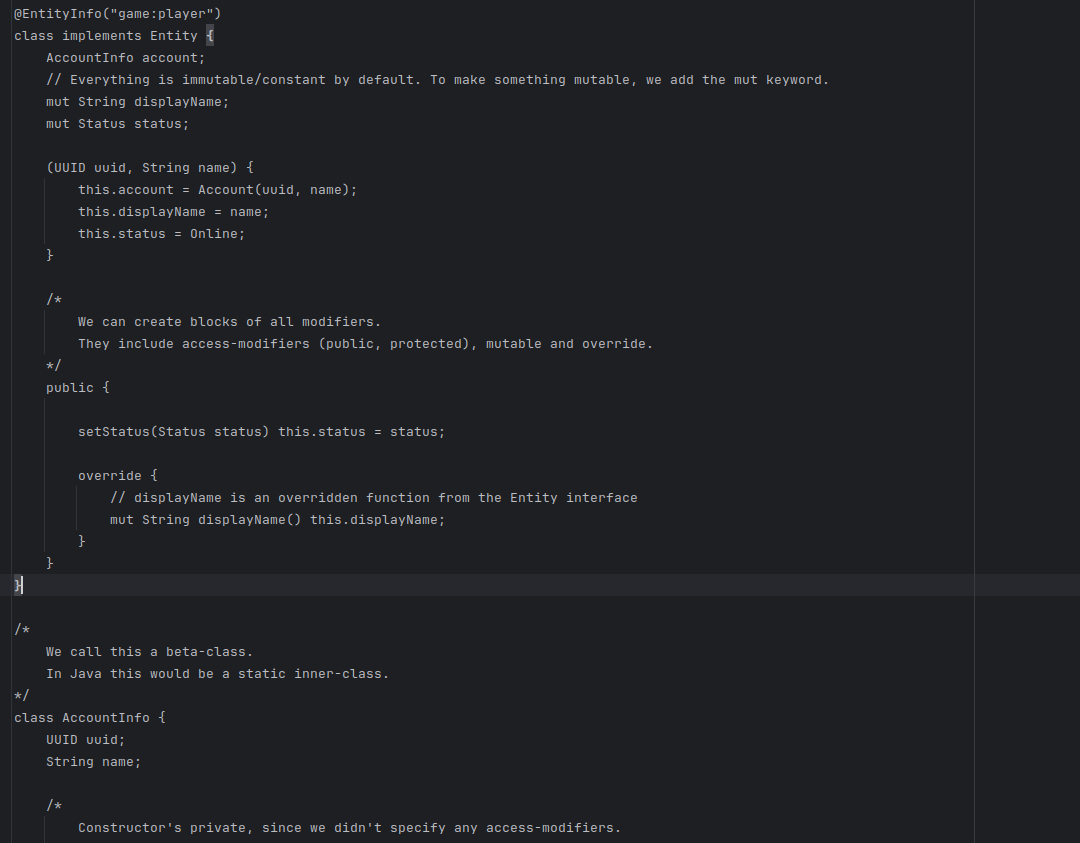 @EntityInfo("game:player")
class implements Entity {
    AccountInfo account;
    // Everything is immutable/constant by default. To make something mutable, we add the mut keyword.
    mut String displayName;
    mut Status status;

    (UUID uuid, String name) {
        this.account = Account(uuid, name);
        this.displayName = name;
        this.status = Online;
    }

    /*
        We can create blocks of all modifiers.
        They include access-modifiers (public, protected), mutable and override.
    */
    public {

        setStatus(Status status) this.status = status;

        override {
            // displayName is an overridden function from the Entity interface
            mut String displayName() this.displayName;
        }
    }
}

/*
    We call this a beta-class.
    In Java this would be a static inner-class.
*/
class AccountInfo {
    UUID uuid;
    String name;

    /*
        Constructor's private, since we didn't specify any access-modifiers.